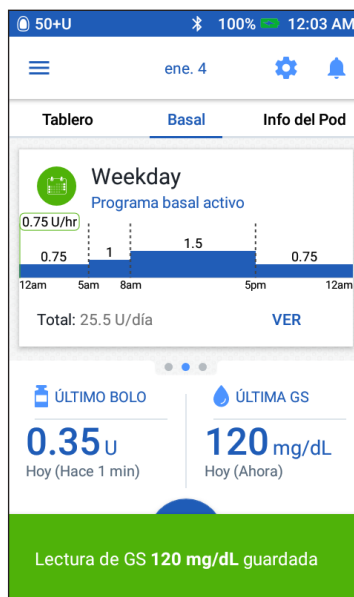 50+U 100% 12:03 AM
ene. 4
Tablero Basal Info del Pod
Weekday
Programa basal activo
0.75 U/hr
0.75 1 1.5 0.75
12am 5am 8am 5pm 12am
Total: 25.5 U/día VER
ÚLTIMO BOLO ÚLTIMA GS
0.35 U 120 mg/dL
Hoy (Hace 1 min) Hoy (Ahora)
Lectura de GS 120 mg/dL guardada